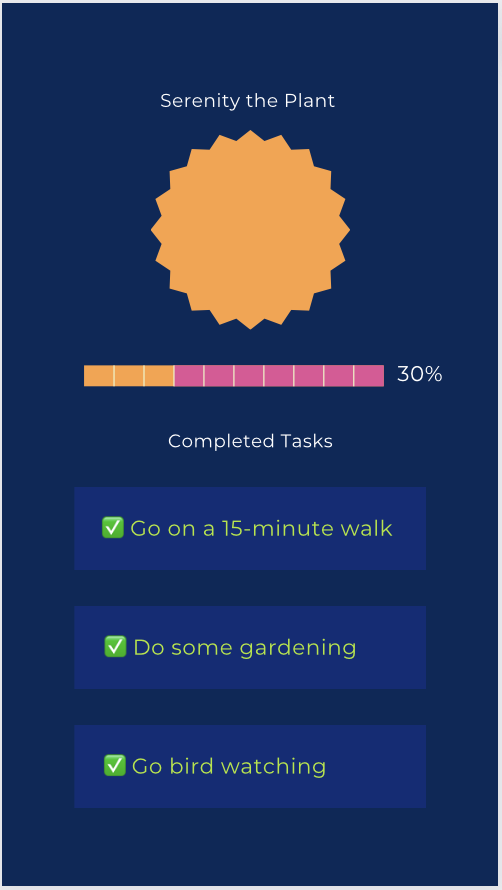 Serenity the Plant
30%
Completed Tasks
✅ Go on a 15-minute walk
✅ Do some gardening
✅ Go bird watching